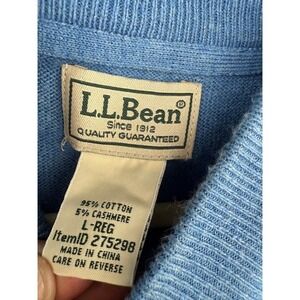 L.L.Bean®
Since 1912
QUALITY GUARANTEED
95% COTTON
5% CASHMERE
L-REG
ItemID 275298
MADE IN CHINA
CARE ON REVERSE